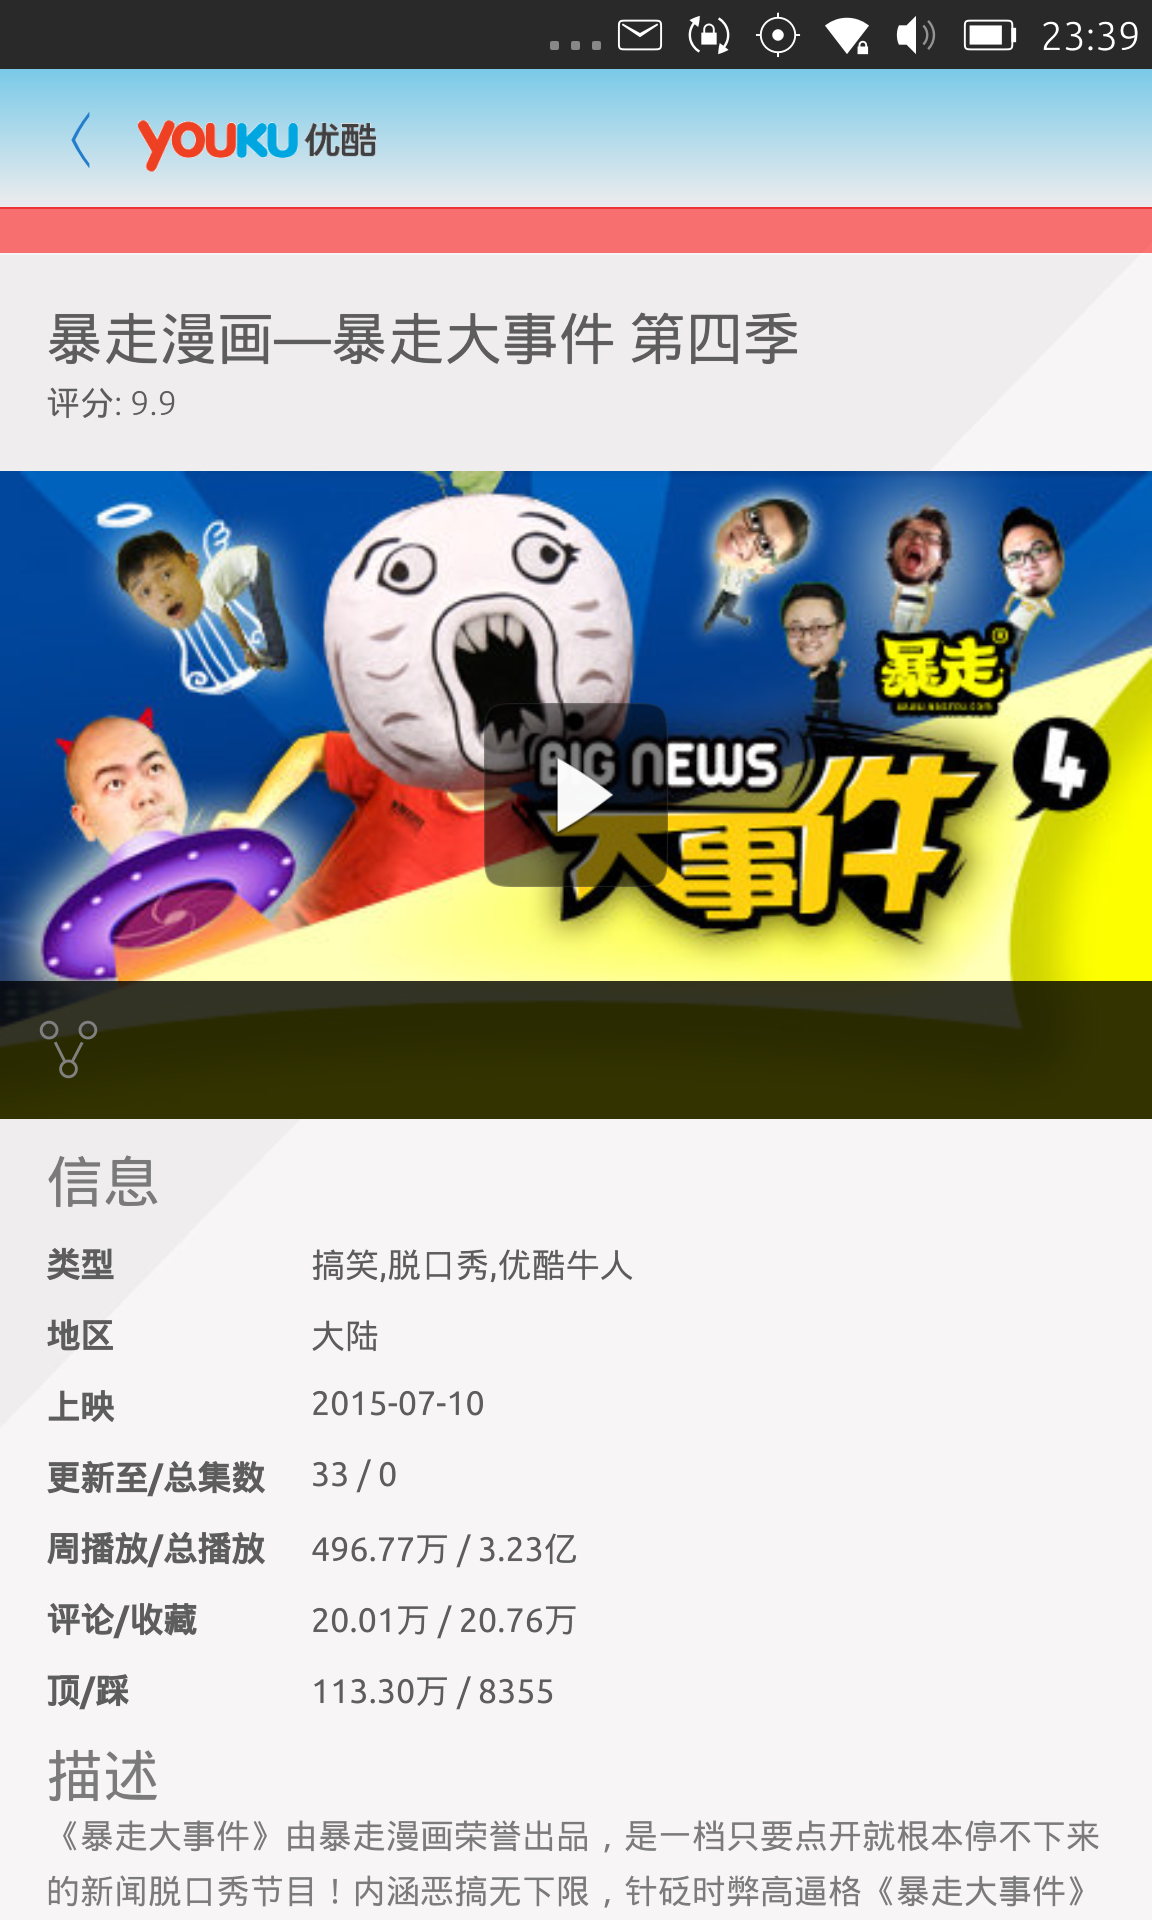 23:39
YOUKU 优酷
暴走漫画—暴走大事件 第四季
评分: 9.9
暴走
BIG NEWS
大事件 4
信息
类型 搞笑,脱口秀,优酷牛人
地区 大陆
上映 2015-07-10
更新至/总集数 33 / 0
周播放/总播放 496.77万 / 3.23亿
评论/收藏 20.01万 / 20.76万
顶/踩 113.30万 / 8355
描述
《暴走大事件》由暴走漫画荣誉出品，是一档只要点开就根本停不下来
的新闻脱口秀节目！内涵恶搞无下限，针砭时弊高逼格《暴走大事件》